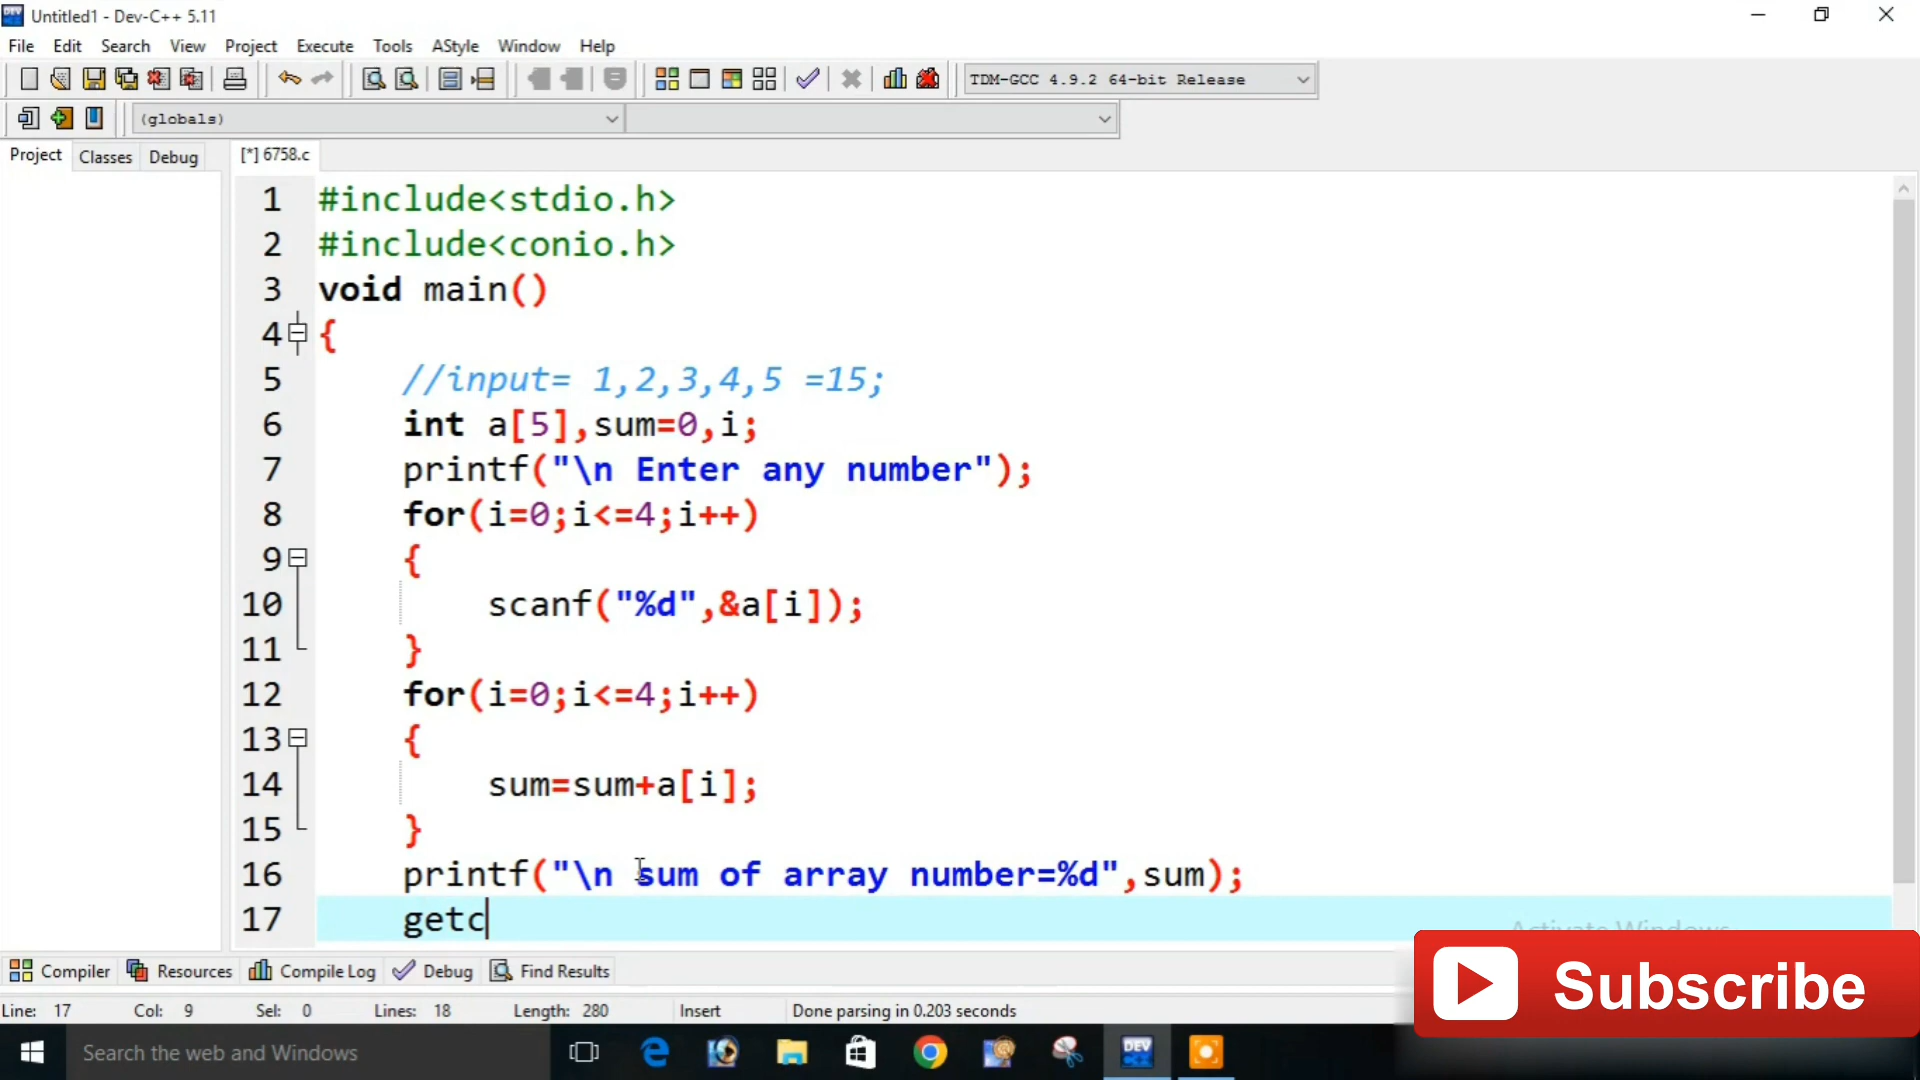 Untitled1 - Dev-C++ 5.11
File Edit Search View Project Execute Tools AStyle Window Help
TDM-GCC 4.9.2 64-bit Release
(globals)
Project Classes Debug [*] 6758.c
1 #include<stdio.h>
2 #include<conio.h>
3 void main()
4 {
5 //input= 1,2,3,4,5 =15;
6 int a[5],sum=0,i;
7 printf("\n Enter any number");
8 for(i=0;i<=4;i++)
9 {
10 scanf("%d",&a[i]);
11 }
12 for(i=0;i<=4;i++)
13 {
14 sum=sum+a[i];
15 }
16 printf("\n sum of array number=%d",sum);
17 getc
Activate Windows
Compiler Resources Compile Log Debug Find Results
Subscribe
Line: 17 Col: 9 Sel: 0 Lines: 18 Length: 280 Insert Done parsing in 0.203 seconds
Search the web and Windows
DEV